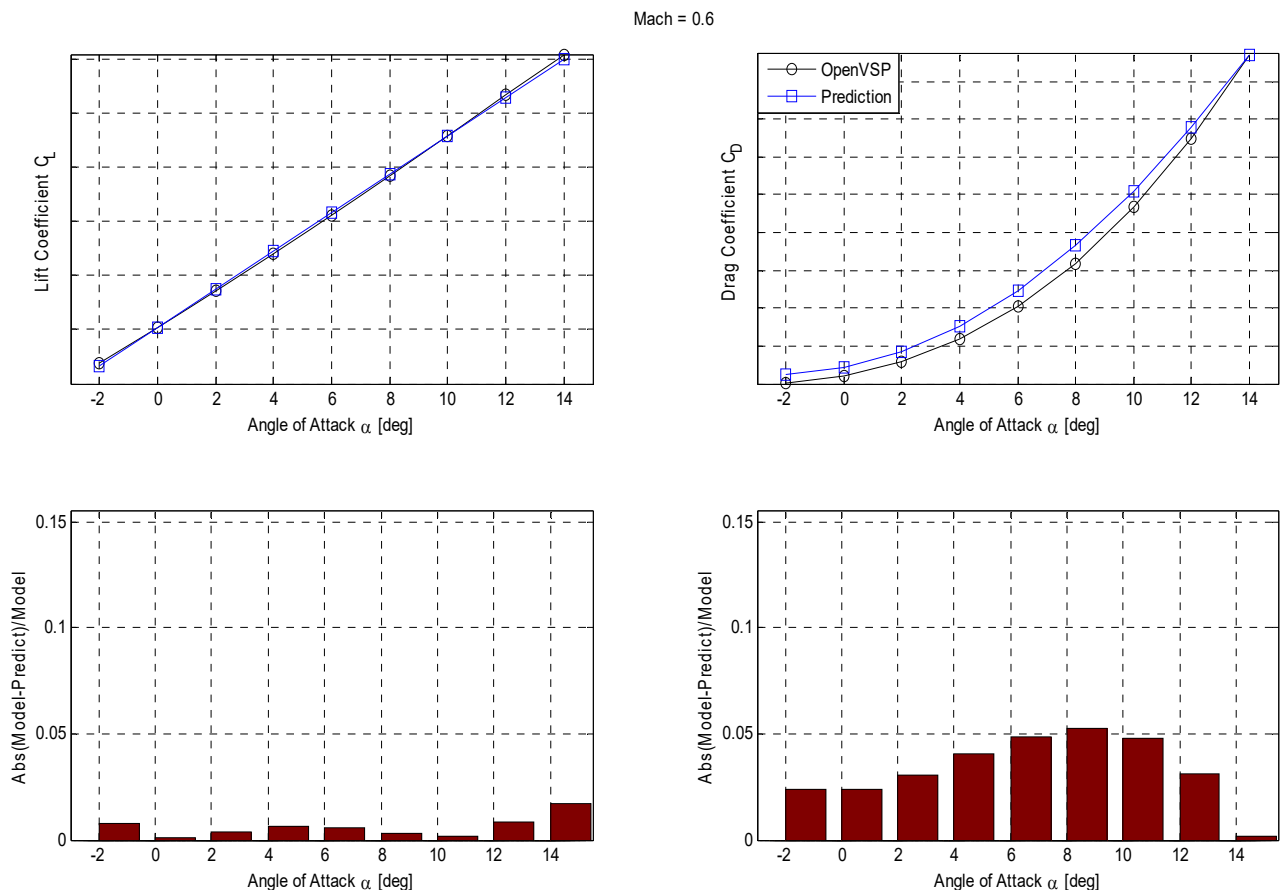 Mach = 0.6
Lift Coefficient C_L
-2 0 2 4 6 8 10 12 14
Angle of Attack α [deg]
OpenVSP
Prediction
Drag Coefficient C_D
-2 0 2 4 6 8 10 12 14
Angle of Attack α [deg]
0.15
0.1
0.05
0
Abs(Model-Predict)/Model
-2 0 2 4 6 8 10 12 14
Angle of Attack α [deg]
0.15
0.1
0.05
0
Abs(Model-Predict)/Model
-2 0 2 4 6 8 10 12 14
Angle of Attack α [deg]